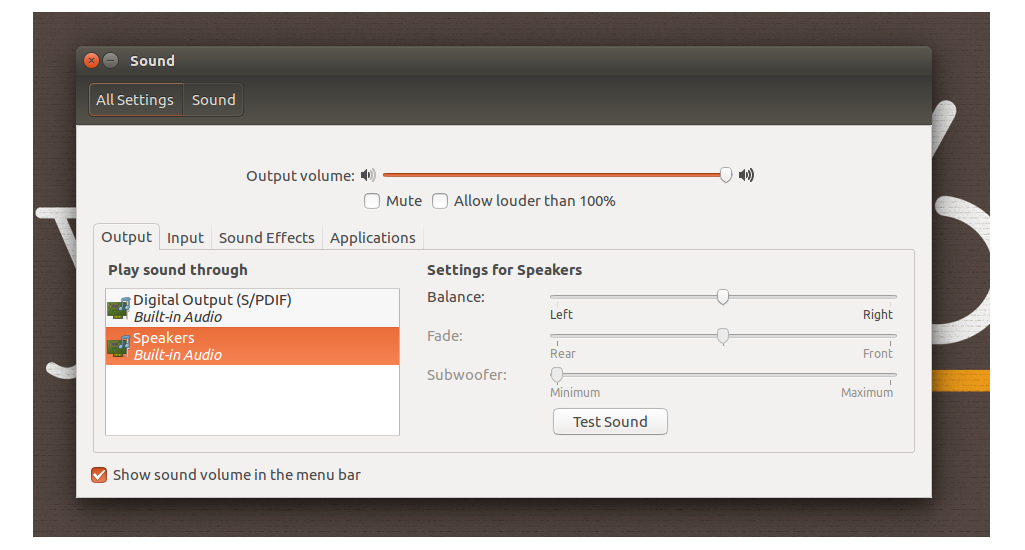 Sound
All Settings Sound
Output volume:
Mute Allow louder than 100%
Output Input Sound Effects Applications
Play sound through
Digital Output (S/PDIF)
Built-in Audio
Speakers
Built-in Audio
Settings for Speakers
Balance:
Left Right
Fade:
Rear Front
Subwoofer:
Minimum Maximum
Test Sound
Show sound volume in the menu bar